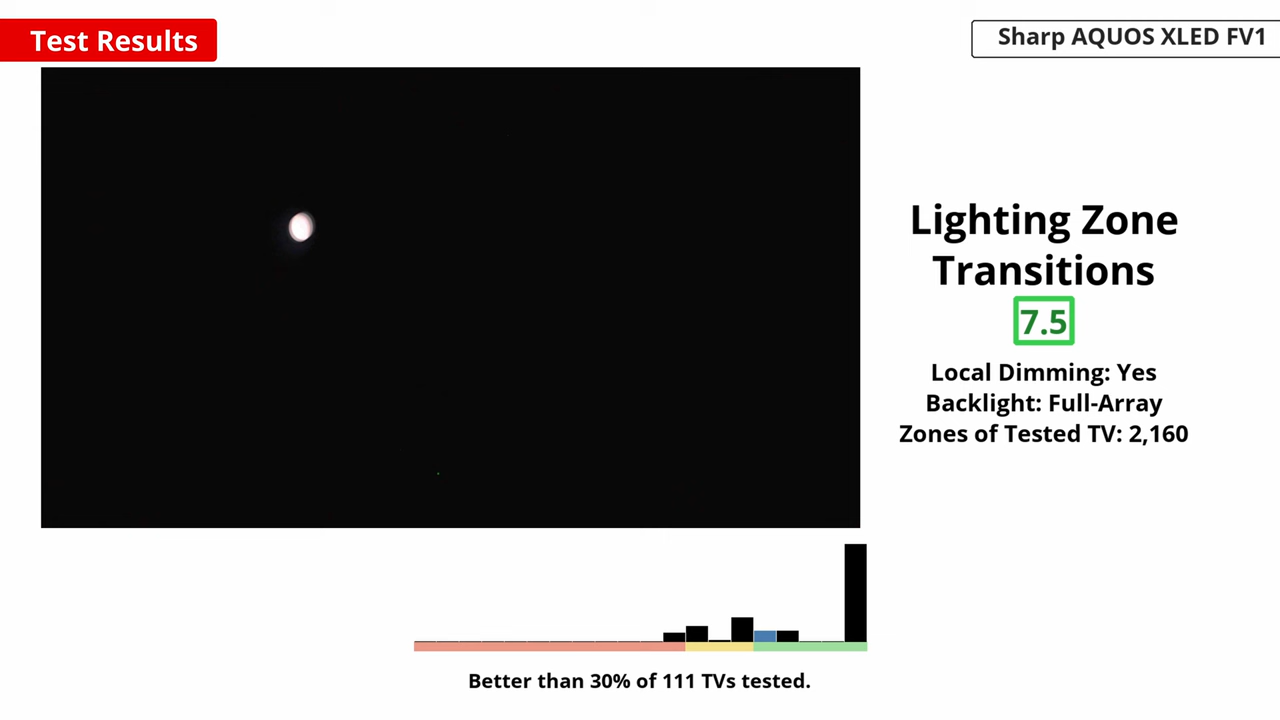 Test Results
Sharp AQUOS XLED FV1
Lighting Zone
Transitions
7.5
Local Dimming: Yes
Backlight: Full-Array
Zones of Tested TV: 2,160
Better than 30% of 111 TVs tested.